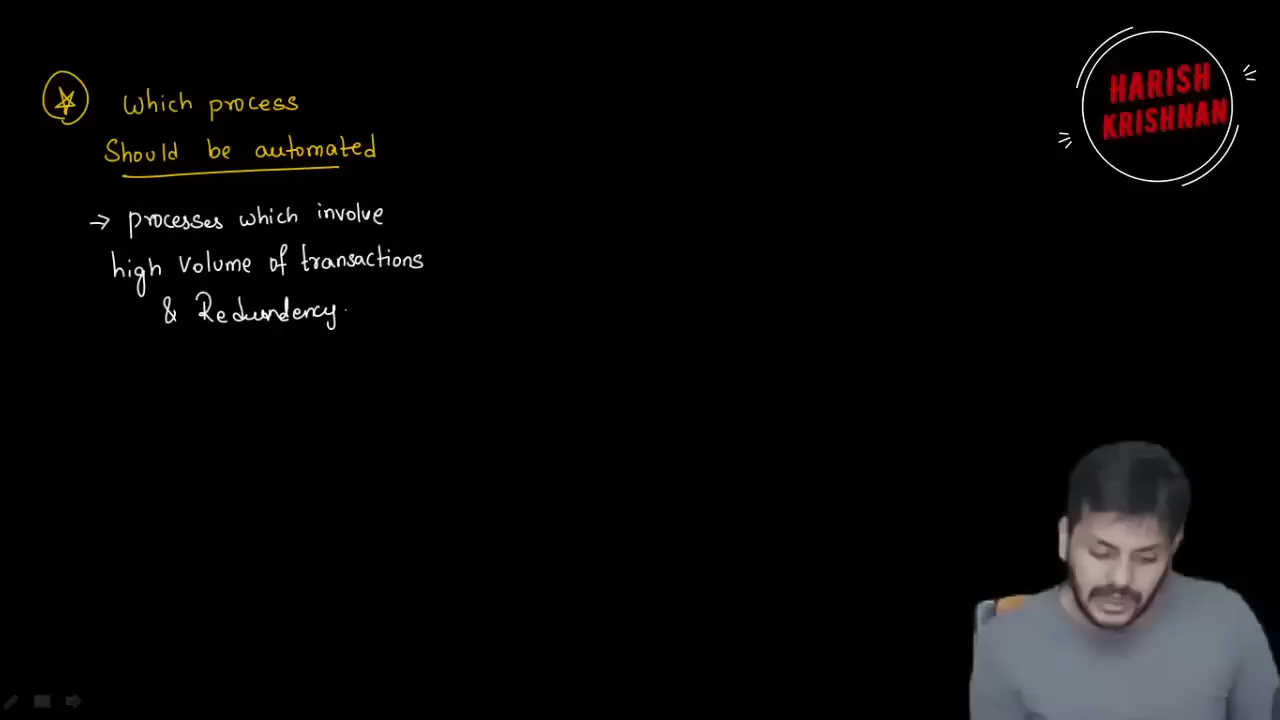 Which process
Should be automated
→ processes which involve
high volume of transactions
& Redundency.
HARISH
KRISHNAN